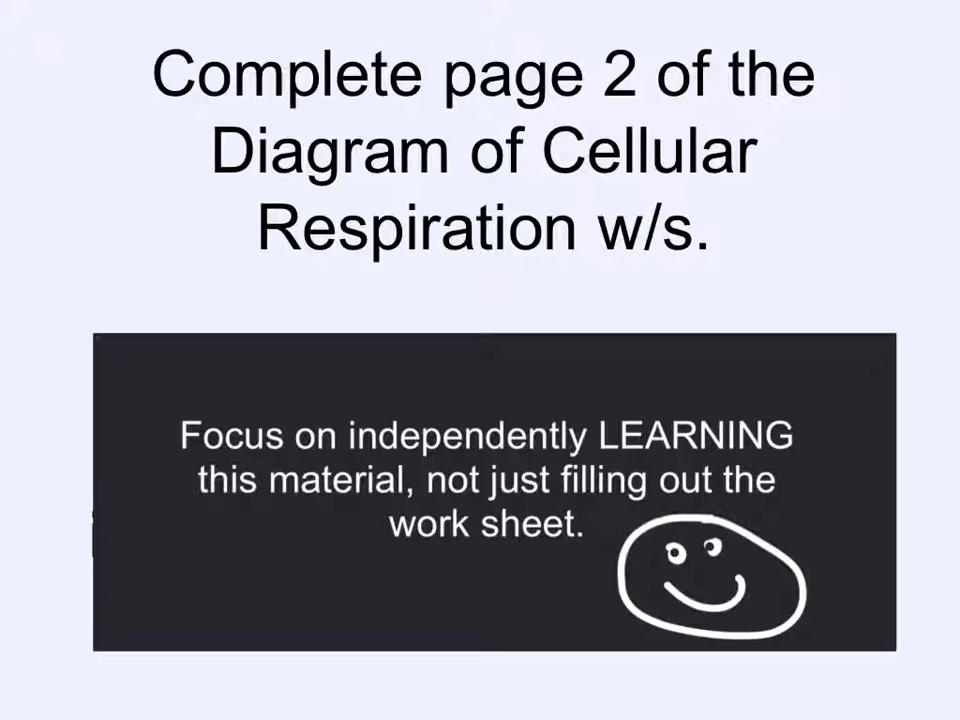 Complete page 2 of the
Diagram of Cellular
Respiration w/s.
Focus on independently LEARNING
this material, not just filling out the
work sheet.